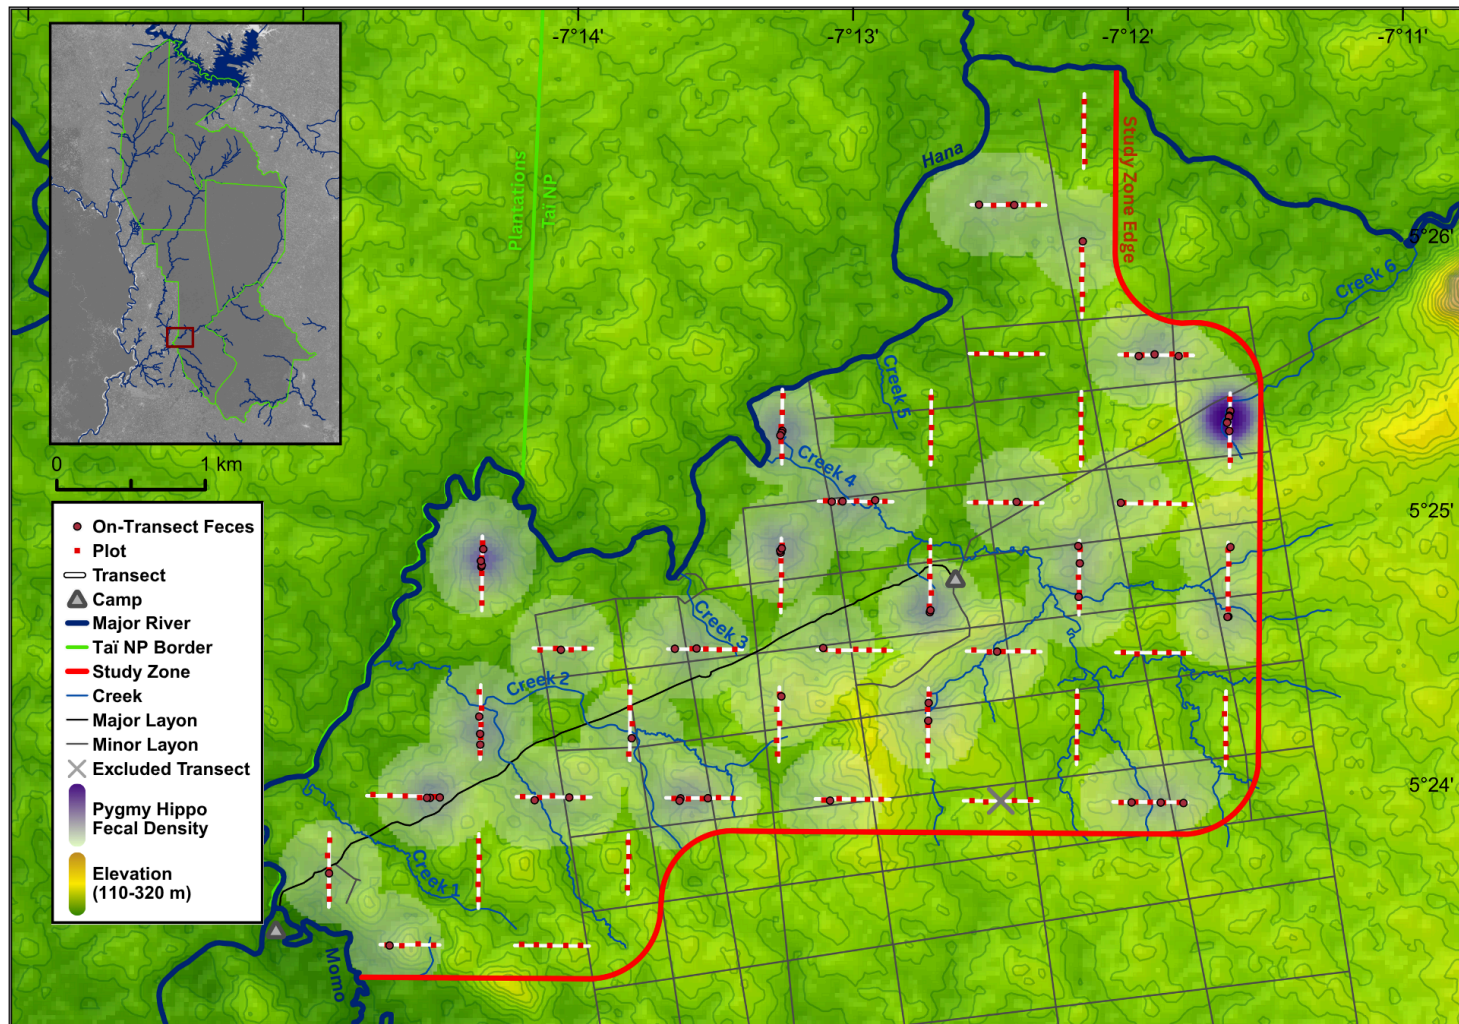 -7°14'
-7°13'
-7°12'
-7°11'
Hana
Study Zone Edge
Plantations
Taï NP
5°26'
Creek 6
Creek 5
0 1 km
Creek 4
5°25'
On-Transect Feces
Plot
Transect
Camp
Major River
Taï NP Border
Study Zone
Creek
Major Layon
Minor Layon
Excluded Transect
Pygmy Hippo
Fecal Density
Elevation
(110-320 m)
Creek 3
Creek 2
5°24'
Creek 1
Momo